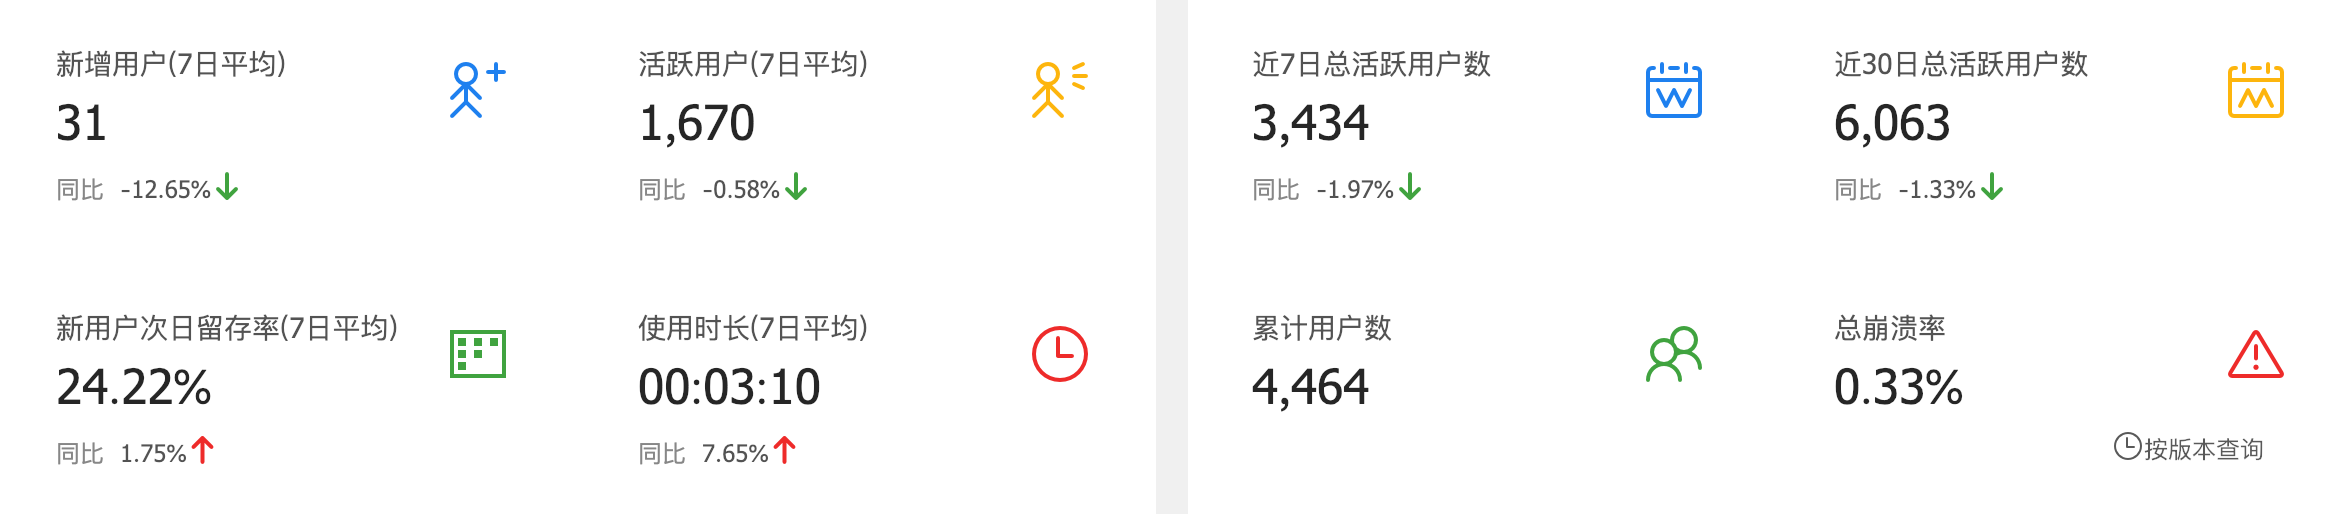 新增用户(7日平均)
31
同比 -12.65%
活跃用户(7日平均)
1,670
同比 -0.58%
新用户次日留存率(7日平均)
24.22%
同比 1.75%
使用时长(7日平均)
00:03:10
同比 7.65%
近7日总活跃用户数
3,434
同比 -1.97%
近30日总活跃用户数
6,063
同比 -1.33%
累计用户数
4,464
总崩溃率
0.33%
按版本查询